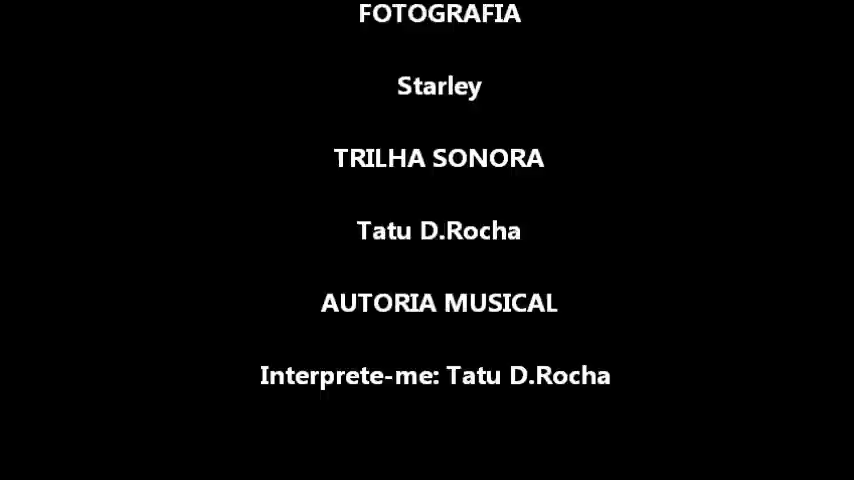 FOTOGRAFIA
Starley
TRILHA SONORA
Tatu D.Rocha
AUTORIA MUSICAL
Interprete-me: Tatu D.Rocha